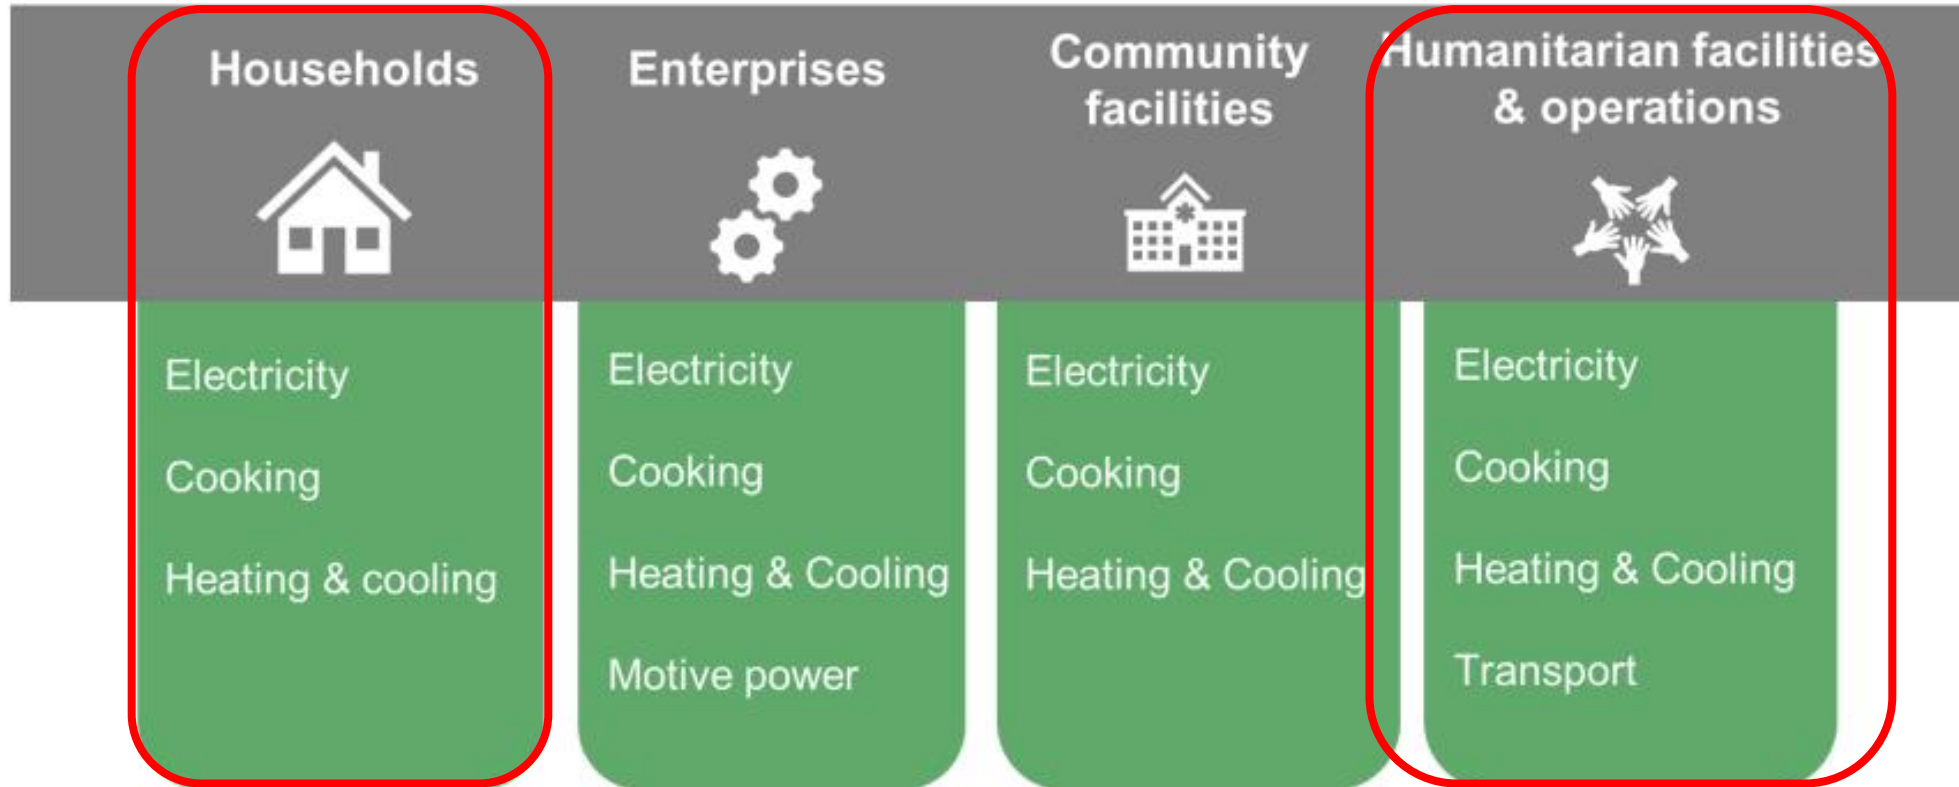 Households
Electricity
Cooking
Heating & cooling
Enterprises
Electricity
Cooking
Heating & Cooling
Motive power
Community
facilities
Electricity
Cooking
Heating & Cooling
Humanitarian facilities
& operations
Electricity
Cooking
Heating & Cooling
Transport